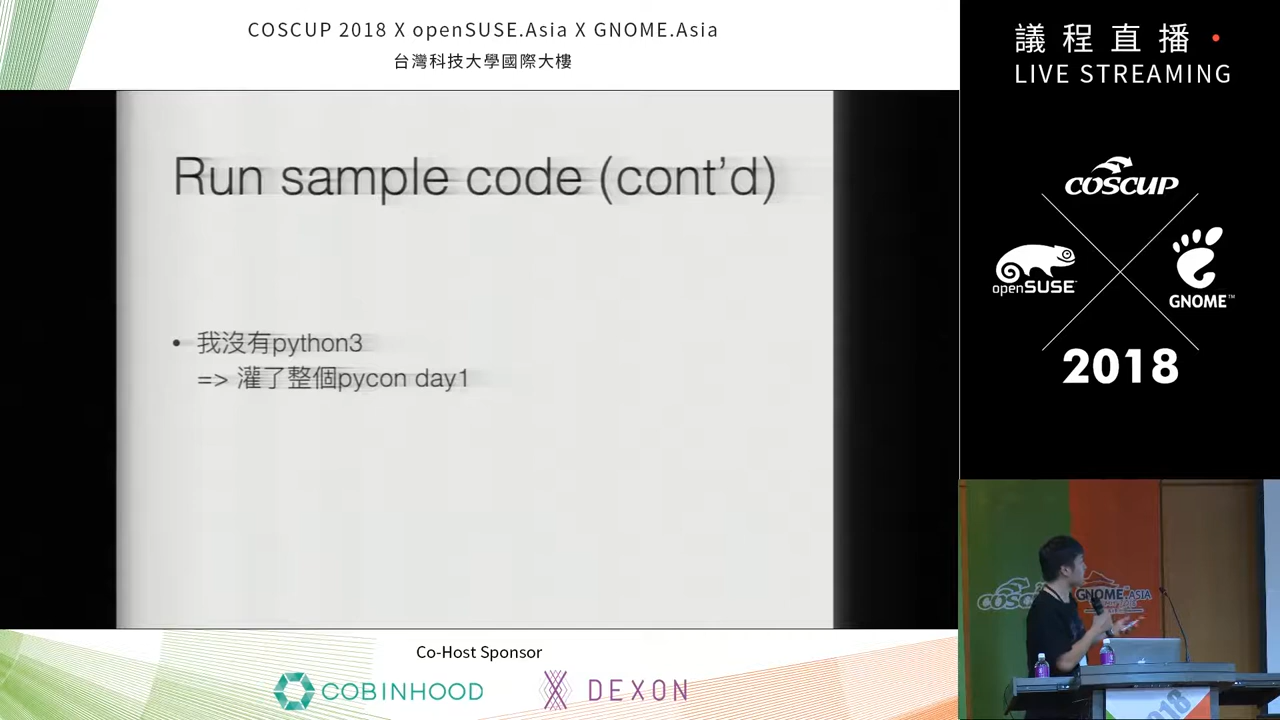 COSCUP 2018 X openSUSE.Asia X GNOME.Asia
台灣科技大學國際大樓
議程直播
LIVE STREAMING
Run sample code (cont’d)
• 我沒有python3
=> 灌了整個pycon day1
COSCUP
openSUSE
GNOME™
2018
GNOME.ASIA
Co-Host Sponsor
COBINHOOD
DEXON